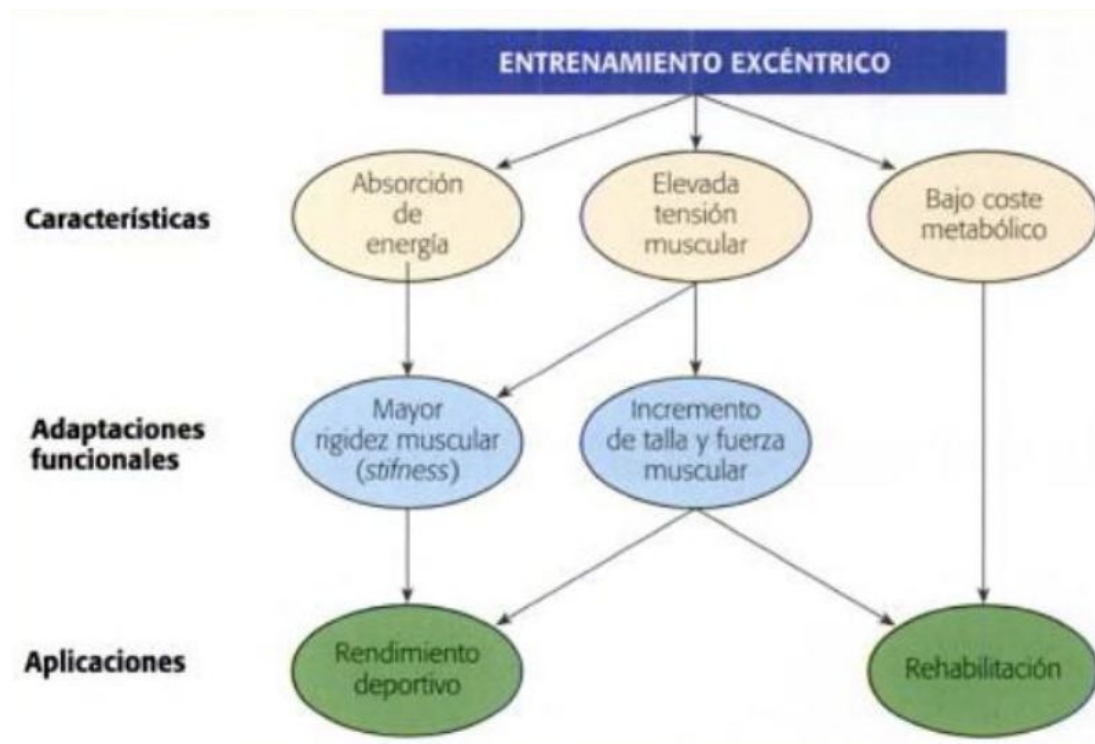 ENTRENAMIENTO EXCÉNTRICO
Características
Absorción
de
energía
Elevada
tensión
muscular
Bajo coste
metabólico
Adaptaciones
funcionales
Mayor
rigidez muscular
(stifness)
Incremento
de talla y fuerza
muscular
Aplicaciones
Rendimiento
deportivo
Rehabilitación